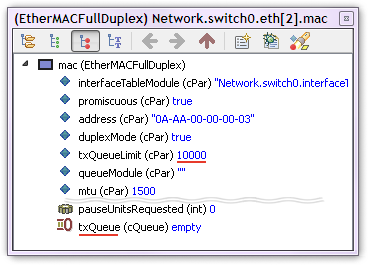 (EtherMACFullDuplex) Network.switch0.eth[2].mac
mac (EtherMACFullDuplex)
interfaceTableModule (cPar) "Network.switch0.interfaceT
promiscuous (cPar) true
address (cPar) "0A-AA-00-00-00-03"
duplexMode (cPar) true
txQueueLimit (cPar) 10000
queueModule (cPar) ""
mtu (cPar) 1500
pauseUnitsRequested (int) 0
txQueue (cQueue) empty